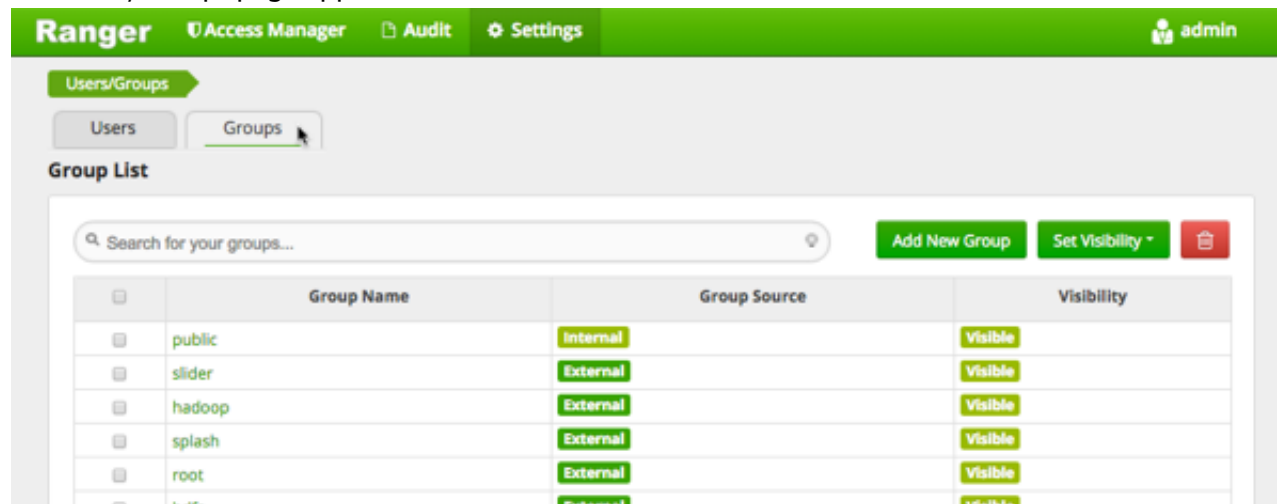 Ranger Access Manager Audit Settings admin
Users/Groups
Users Groups
Group List
Search for your groups... Add New Group Set Visibility
Group Name Group Source Visibility
public Internal Visible
slider External Visible
hadoop External Visible
splash External Visible
root External Visible
External Visible